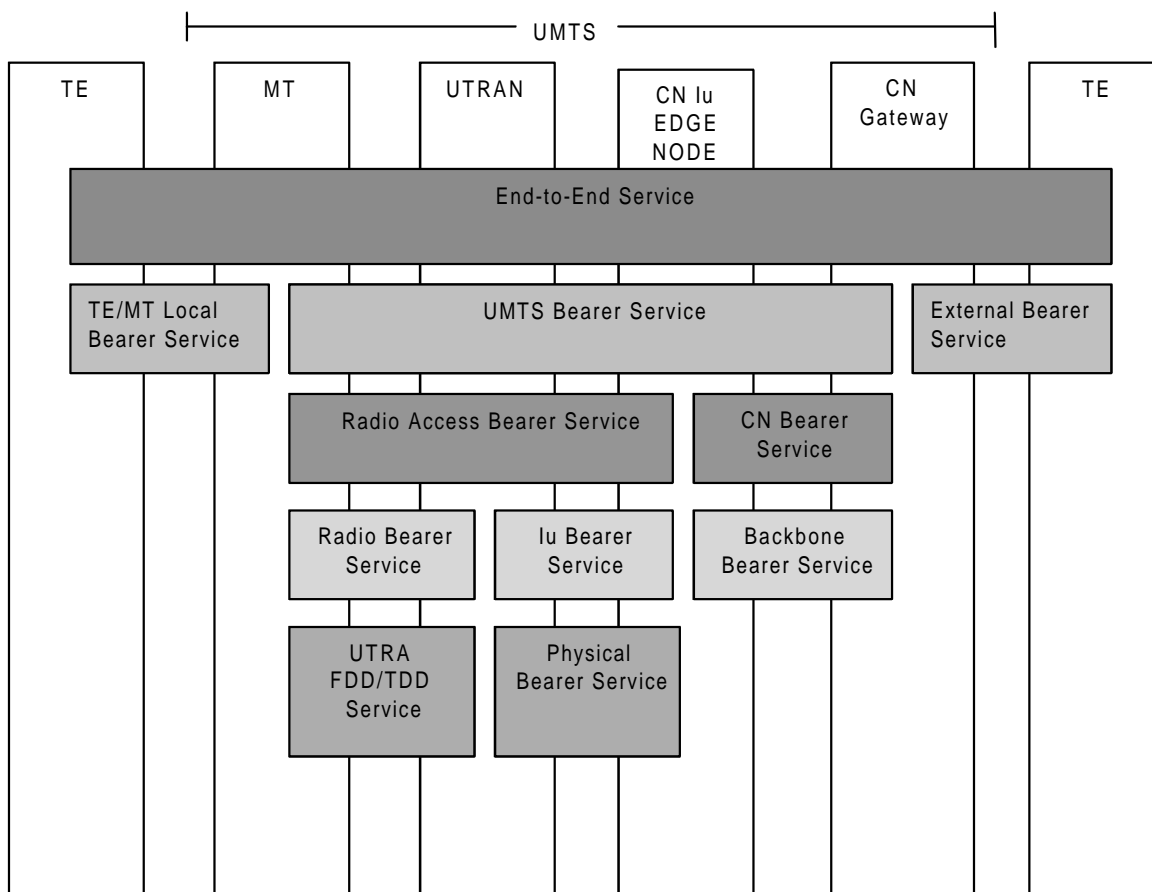 UMTS
TE
MT
UTRAN
CN Iu
EDGE
NODE
CN
Gateway
TE
End-to-End Service
TE/MT Local
Bearer Service
UMTS Bearer Service
External Bearer
Service
Radio Access Bearer Service
CN Bearer
Service
Radio Bearer
Service
Iu Bearer
Service
Backbone
Bearer Service
UTRA
FDD/TDD
Service
Physical
Bearer Service